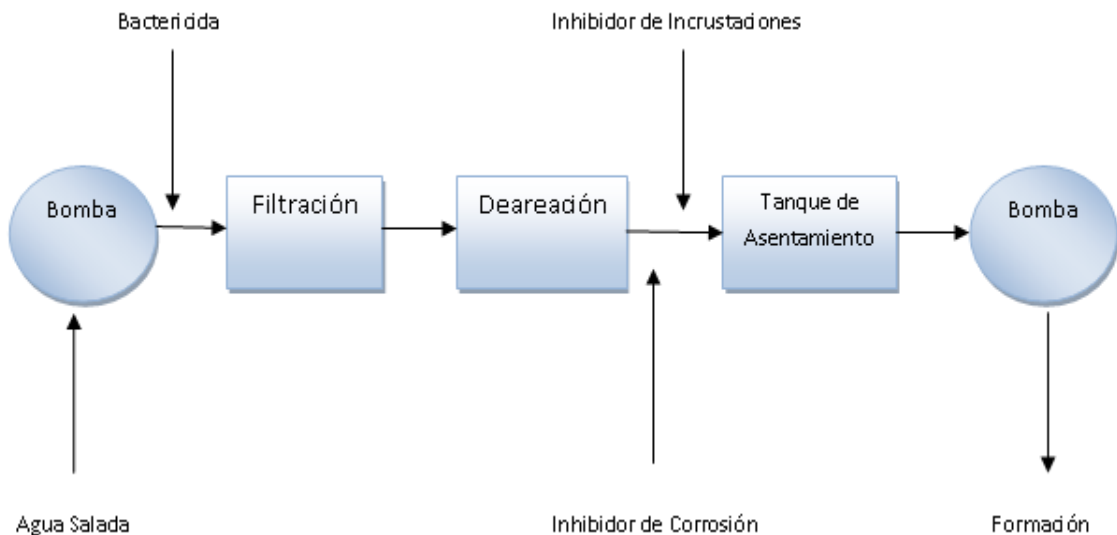 Bactericida
Inhibidor de Incrustaciones
Bomba
Filtración
Deareación
Tanque de
Asentamiento
Bomba
Agua Salada
Inhibidor de Corrosión
Formación